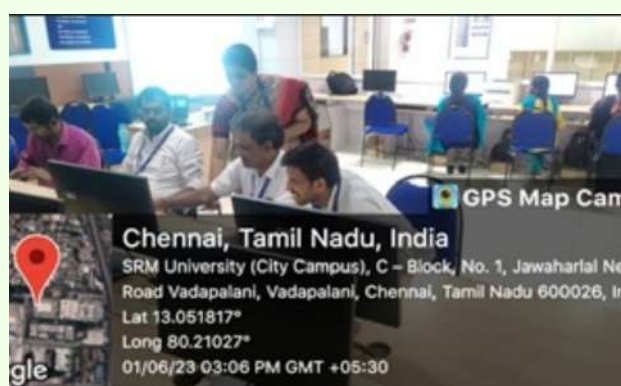 GPS Map Cam
Chennai, Tamil Nadu, India
SRM University (City Campus), C – Block, No. 1, Jawaharlal Ne
Road Vadapalani, Vadapalani, Chennai, Tamil Nadu 600026, In
Lat 13.051817°
Long 80.21027°
01/06/23 03:06 PM GMT +05:30
gle